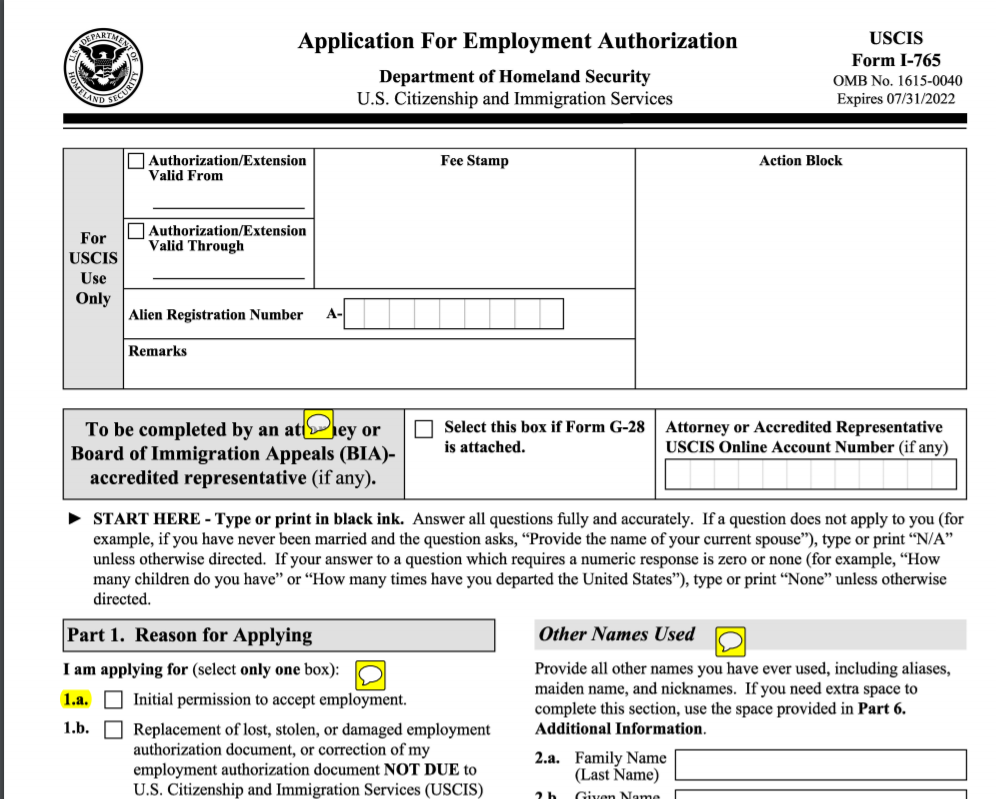 U.S. DEPARTMENT OF HOMELAND SECURITY
Application For Employment Authorization
Department of Homeland Security
U.S. Citizenship and Immigration Services
USCIS
Form I-765
OMB No. 1615-0040
Expires 07/31/2022
For
USCIS
Use
Only
Authorization/Extension
Valid From
Authorization/Extension
Valid Through
Fee Stamp
Action Block
Alien Registration Number A-
Remarks
To be completed by an attorney or
Board of Immigration Appeals (BIA)-
accredited representative (if any).
Select this box if Form G-28
is attached.
Attorney or Accredited Representative
USCIS Online Account Number (if any)
► START HERE - Type or print in black ink. Answer all questions fully and accurately. If a question does not apply to you (for
example, if you have never been married and the question asks, “Provide the name of your current spouse”), type or print “N/A”
unless otherwise directed. If your answer to a question which requires a numeric response is zero or none (for example, “How
many children do you have” or “How many times have you departed the United States”), type or print “None” unless otherwise
directed.
Part 1. Reason for Applying
I am applying for (select only one box):
1.a. Initial permission to accept employment.
1.b. Replacement of lost, stolen, or damaged employment
authorization document, or correction of my
employment authorization document NOT DUE to
U.S. Citizenship and Immigration Services (USCIS)
Other Names Used
Provide all other names you have ever used, including aliases,
maiden name, and nicknames. If you need extra space to
complete this section, use the space provided in Part 6.
Additional Information.
2.a. Family Name
(Last Name)
2.b. Given Name